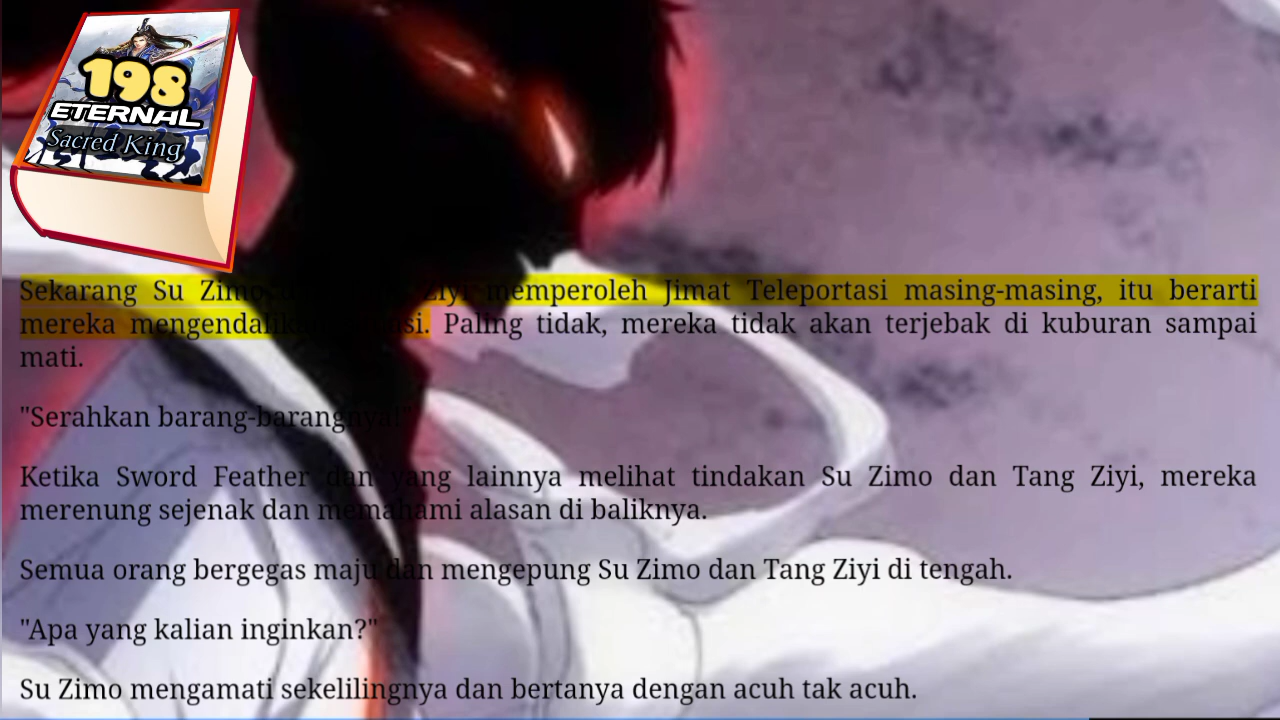 198
ETERNAL
Sacred King
Sekarang Su Zimo dan Tang Ziyi memperoleh Jimat Teleportasi masing-masing, itu berarti
mereka mengendalikan situasi. Paling tidak, mereka tidak akan terjebak di kuburan sampai
mati.
"Serahkan barang-barangnya!"
Ketika Sword Feather dan yang lainnya melihat tindakan Su Zimo dan Tang Ziyi, mereka
merenung sejenak dan memahami alasan di baliknya.
Semua orang bergegas maju dan mengepung Su Zimo dan Tang Ziyi di tengah.
"Apa yang kalian inginkan?"
Su Zimo mengamati sekelilingnya dan bertanya dengan acuh tak acuh.